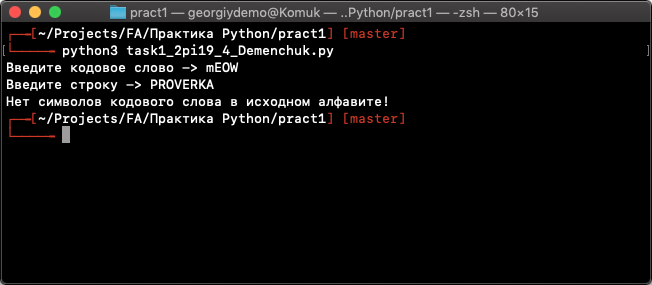 pract1 — georgiydemo@Komuk — ..Python/pract1 — -zsh — 80×15
[~/Projects/FA/Практика Python/pract1] [master]
python3 task1_2pi19_4_Demenchuk.py
Введите кодовое слово -> mEOW
Введите строку -> PROVERKA
Нет символов кодового слова в исходном алфавите!
[~/Projects/FA/Практика Python/pract1] [master]